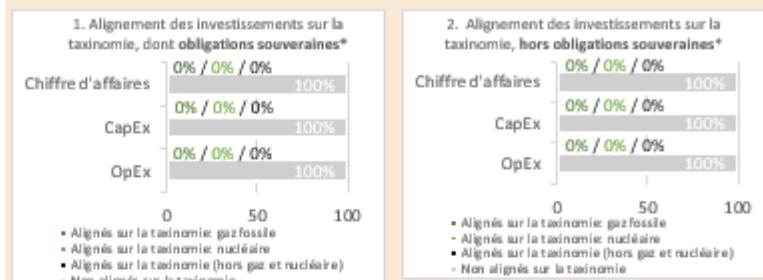 1. Alignement des investissements sur la
taxinomie, dont obligations souveraines*
0% / 0% / 0%
Chiffre d'affaires 100%
0% / 0% / 0%
CapEx 100%
0% / 0% / 0%
OpEx 100%
0 50 100
Alignés sur la taxinomie: gaz fossile
Alignés sur la taxinomie: nucléaire
Alignés sur la taxinomie (hors gaz et nucléaire)
Non alignés sur la taxinomie
2. Alignement des investissements sur la
taxinomie, hors obligations souveraines*
0% / 0% / 0%
Chiffre d'affaires 100%
0% / 0% / 0%
CapEx 100%
0% / 0% / 0%
OpEx 100%
0 50 100
Alignés sur la taxinomie: gaz fossile
Alignés sur la taxinomie: nucléaire
Alignés sur la taxinomie (hors gaz et nucléaire)
Non alignés sur la taxinomie